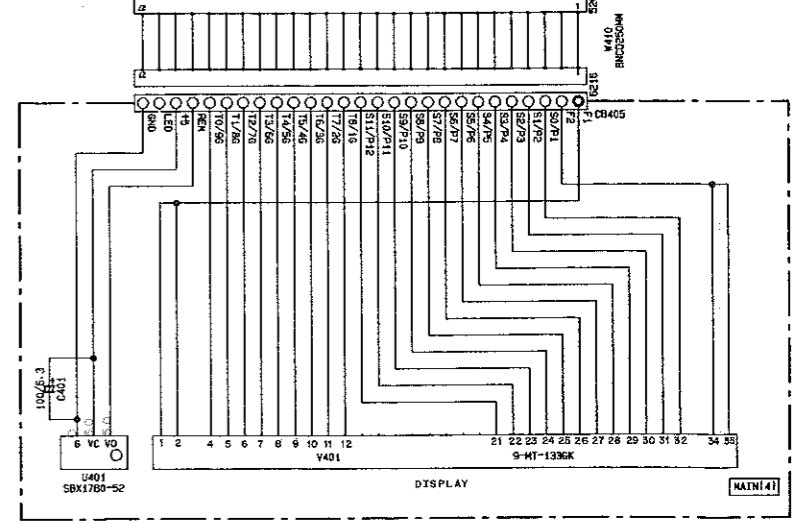 1
W410
BNCD250MM
CB405
GND
LED
+5
REM
T0/9G
T1/8G
T2/7G
T3/6G
T4/5G
T5/4G
T6/3G
T7/2G
T8/1G
S11/P12
S10/P11
S9/P10
S8/P9
S7/P8
S6/P7
S5/P6
S4/P5
S3/P4
S2/P3
S1/P2
S0/P1
F2
F1
100/6.3
C401
G VC VO
1 2 4 5 6 7 8 9 10 11 12 21 22 23 24 25 26 27 28 29 30 31 32 34 35
V401
9-MT-133GK
U401
SBX1760-52
DISPLAY
MAIN(4)